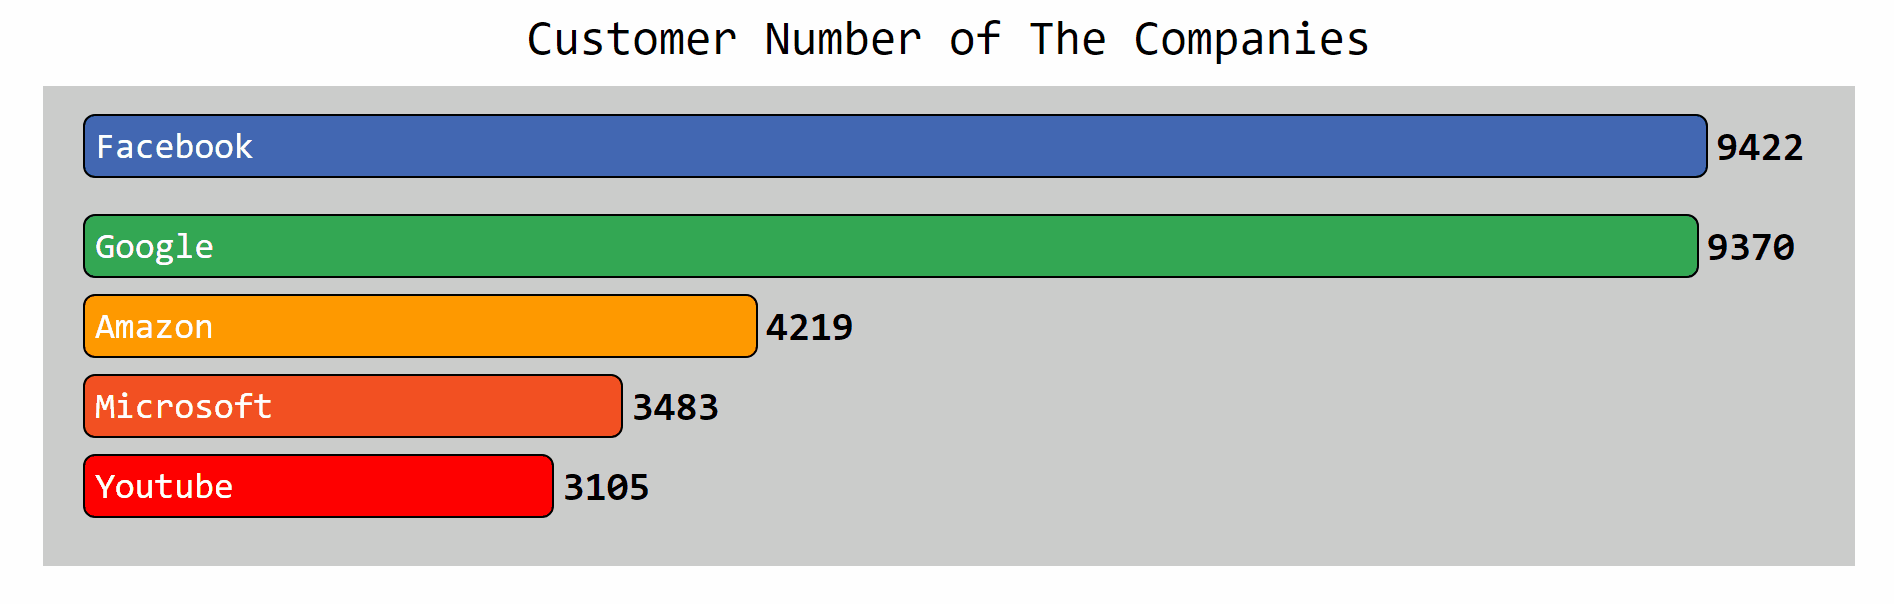 Customer Number of The Companies
Facebook 9422
Google 9370
Amazon 4219
Microsoft 3483
Youtube 3105